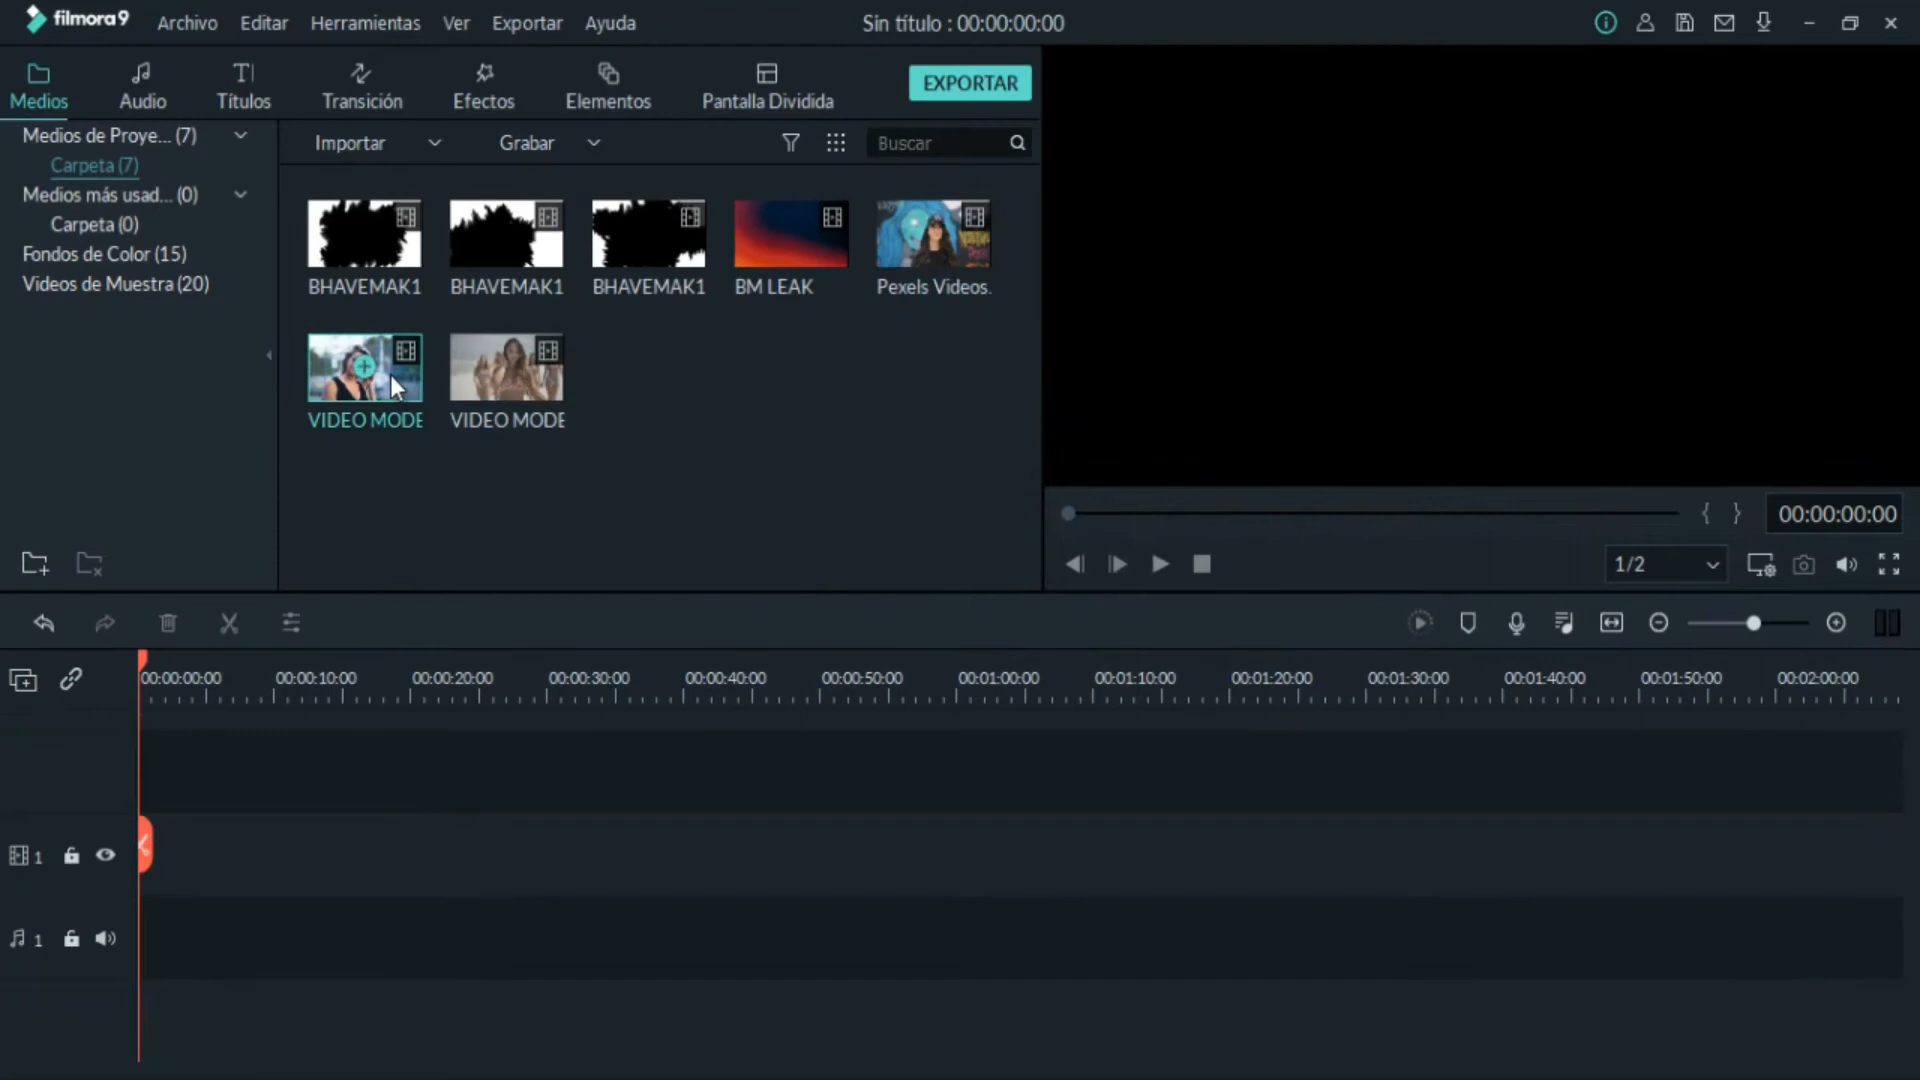 filmora9 Archivo Editar Herramientas Ver Exportar Ayuda Sin título : 00:00:00:00
Medios Audio Títulos Transición Efectos Elementos Pantalla Dividida EXPORTAR
Medios de Proye... (7) Importar Grabar Buscar
Carpeta (7)
Medios más usad... (0)
Carpeta (0)
Fondos de Color (15)
Videos de Muestra (20)
BHAVEMAK1 BHAVEMAK1 BHAVEMAK1 BM LEAK Pexels Videos.
VIDEO MODE VIDEO MODE
00:00:00:00
1/2
00:00:00:00 00:00:10:00 00:00:20:00 00:00:30:00 00:00:40:00 00:00:50:00 00:01:00:00 00:01:10:00 00:01:20:00 00:01:30:00 00:01:40:00 00:01:50:00 00:02:00:00
1
1